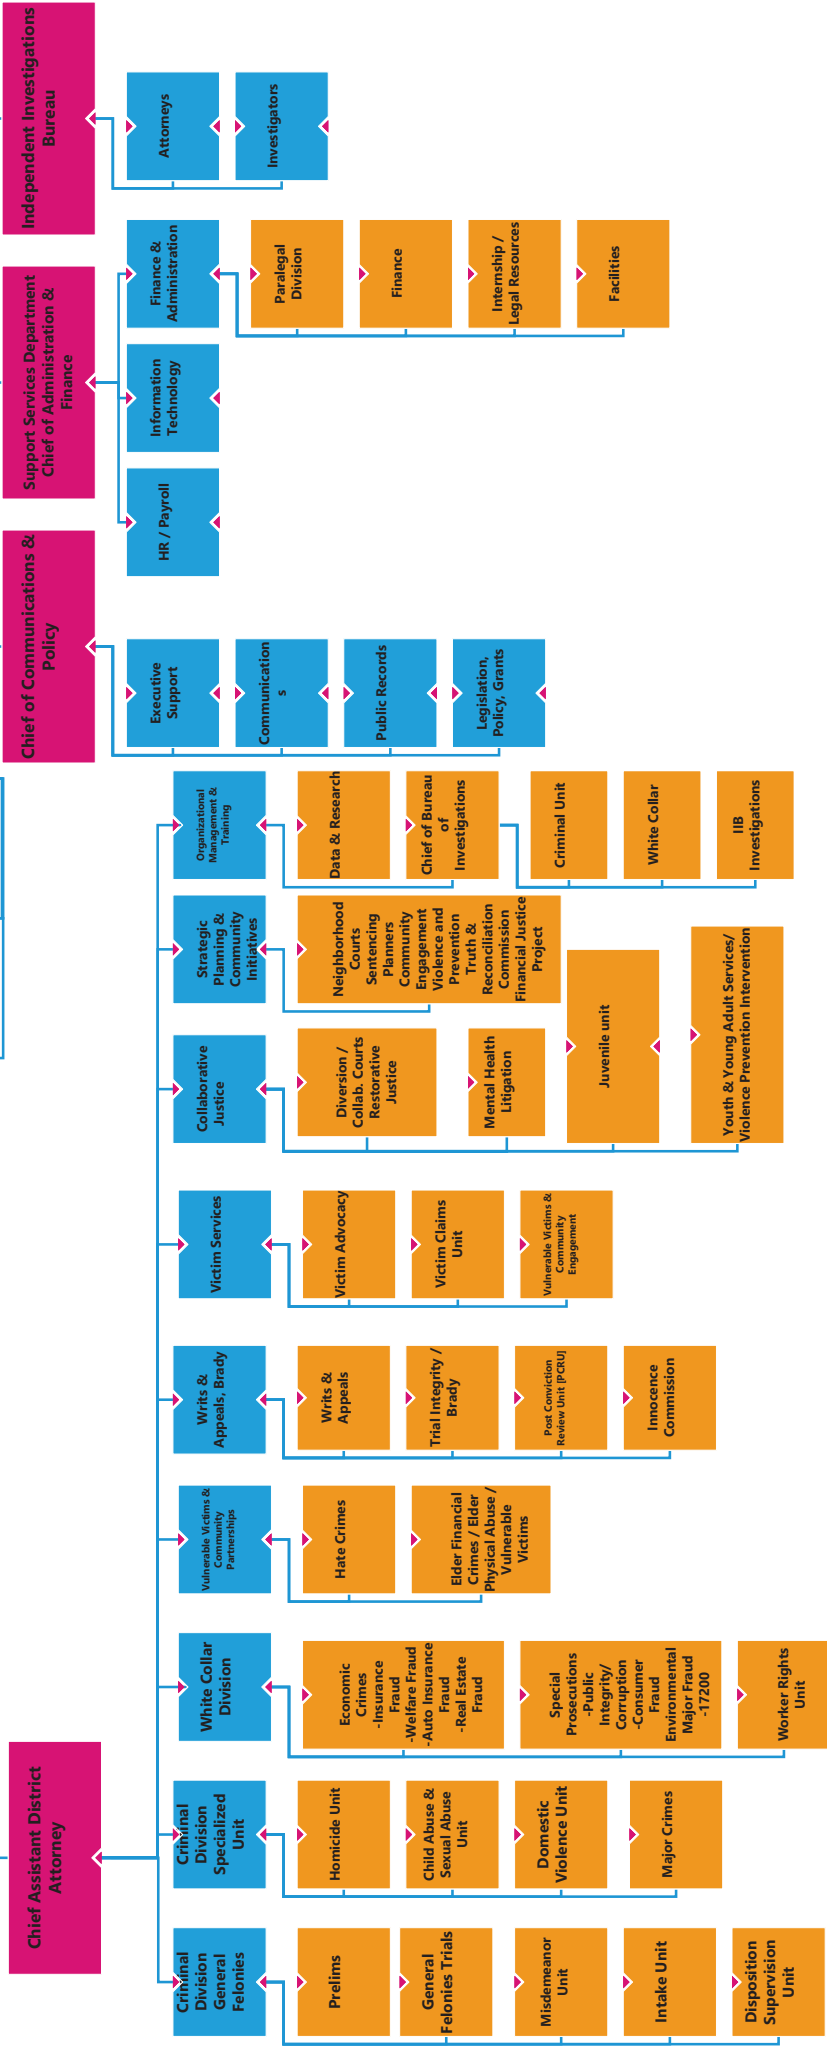 Chief Assistant District
Attorney
Criminal
Division
General
Felonies
Prelims
General
Felonies Trials
Misdemeanor
Unit
Intake Unit
Disposition
Supervision
Unit
Criminal
Division
Specialized
Unit
Homicide Unit
Child Abuse &
Sexual Abuse
Unit
Domestic
Violence Unit
Major Crimes
White Collar
Division
Economic
Crimes
-Insurance
Fraud
-Welfare Fraud
-Auto Insurance
Fraud
-Real Estate
Fraud
Special
Prosecutions
-Public
Integrity/
Corruption
-Consumer
Fraud
Environmental
Major Fraud
-17200
Worker Rights
Unit
Vulnerable Victims &
Community
Partnerships
Hate Crimes
Elder Financial
Crimes / Elder
Physical Abuse /
Vulnerable
Victims
Writs &
Appeals, Brady
Writs &
Appeals
Trial Integrity /
Brady
Post Conviction
Review Unit [PCRU]
Innocence
Commission
Victim Services
Victim Advocacy
Victim Claims
Unit
Vulnerable Victims &
Community
Engagement
Collaborative
Justice
Diversion /
Collab. Courts
Restorative
Justice
Mental Health
Litigation
Juvenile unit
Youth & Young Adult Services/
Violence Prevention Intervention
Strategic
Planning &
Community
Initiatives
Neighborhood
Courts
Sentencing
Planners
Community
Engagement
Violence and
Prevention
Truth &
Reconciliation
Commission
Financial Justice
Project
Organizational
Management &
Training
Data & Research
Chief of Bureau
of
Investigations
Criminal Unit
White Collar
IIB
Investigations
Chief of Communications &
Policy
Executive
Support
Communication
s
Public Records
Legislation,
Policy, Grants
Support Services Department
Chief of Administration &
Finance
HR / Payroll
Information
Technology
Finance &
Administration
Paralegal
Division
Finance
Internship /
Legal Resources
Facilities
Independent Investigations
Bureau
Attorneys
Investigators